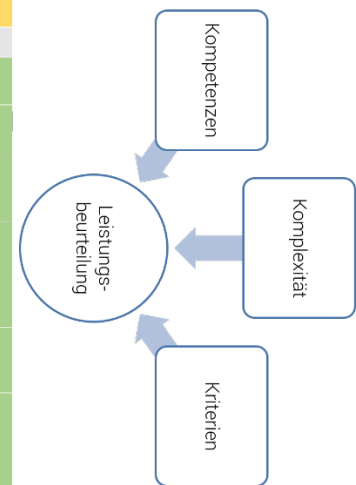 Kompetenzen
Komplexität
Kriterien
Leistungs-
beurteilung